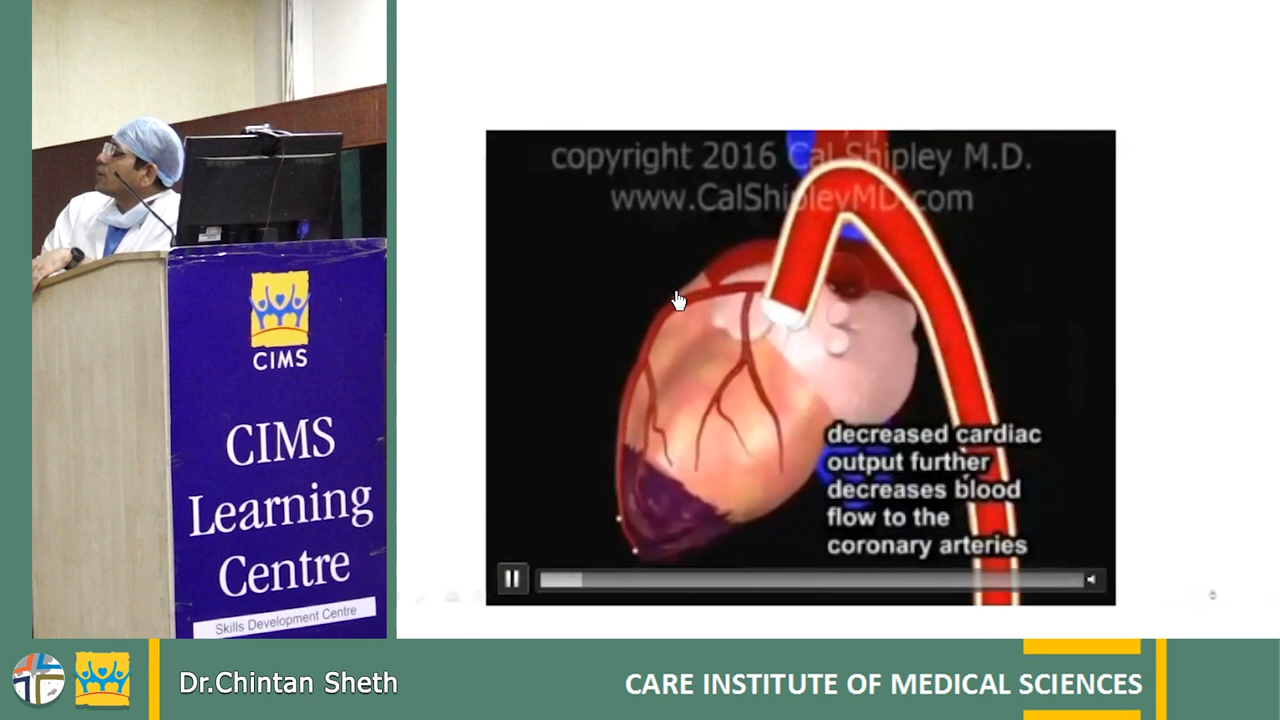 CIMS
CIMS
Learning
Centre
Skills Development Centre
copyright 2016 Cal Shipley M.D.
www.CalShipleyMD.com
decreased cardiac
output further
decreases blood
flow to the
coronary arteries
Dr.Chintan Sheth
CARE INSTITUTE OF MEDICAL SCIENCES